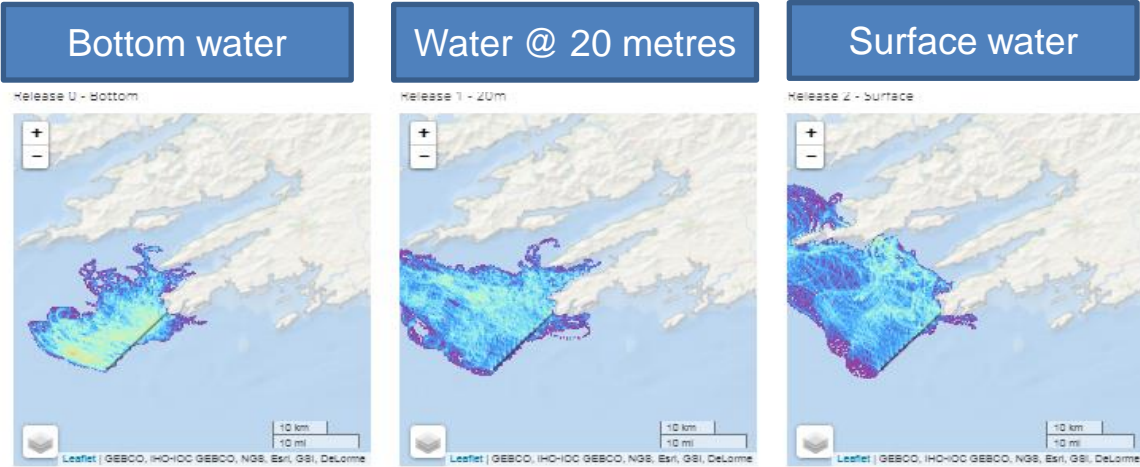 Bottom water
Water @ 20 metres
Surface water
Release 0 - Bottom
Release 1 - 20m
Release 2 - Surface
+
−
+
−
+
−
10 km
10 mi
10 km
10 mi
10 km
10 mi
Leaflet | GEBCO, IHO-IOC GEBCO, NGS, Esri, GSI, DeLorme
Leaflet | GEBCO, IHO-IOC GEBCO, NGS, Esri, GSI, DeLorme
Leaflet | GEBCO, IHO-IOC GEBCO, NGS, Esri, GSI, DeLorme